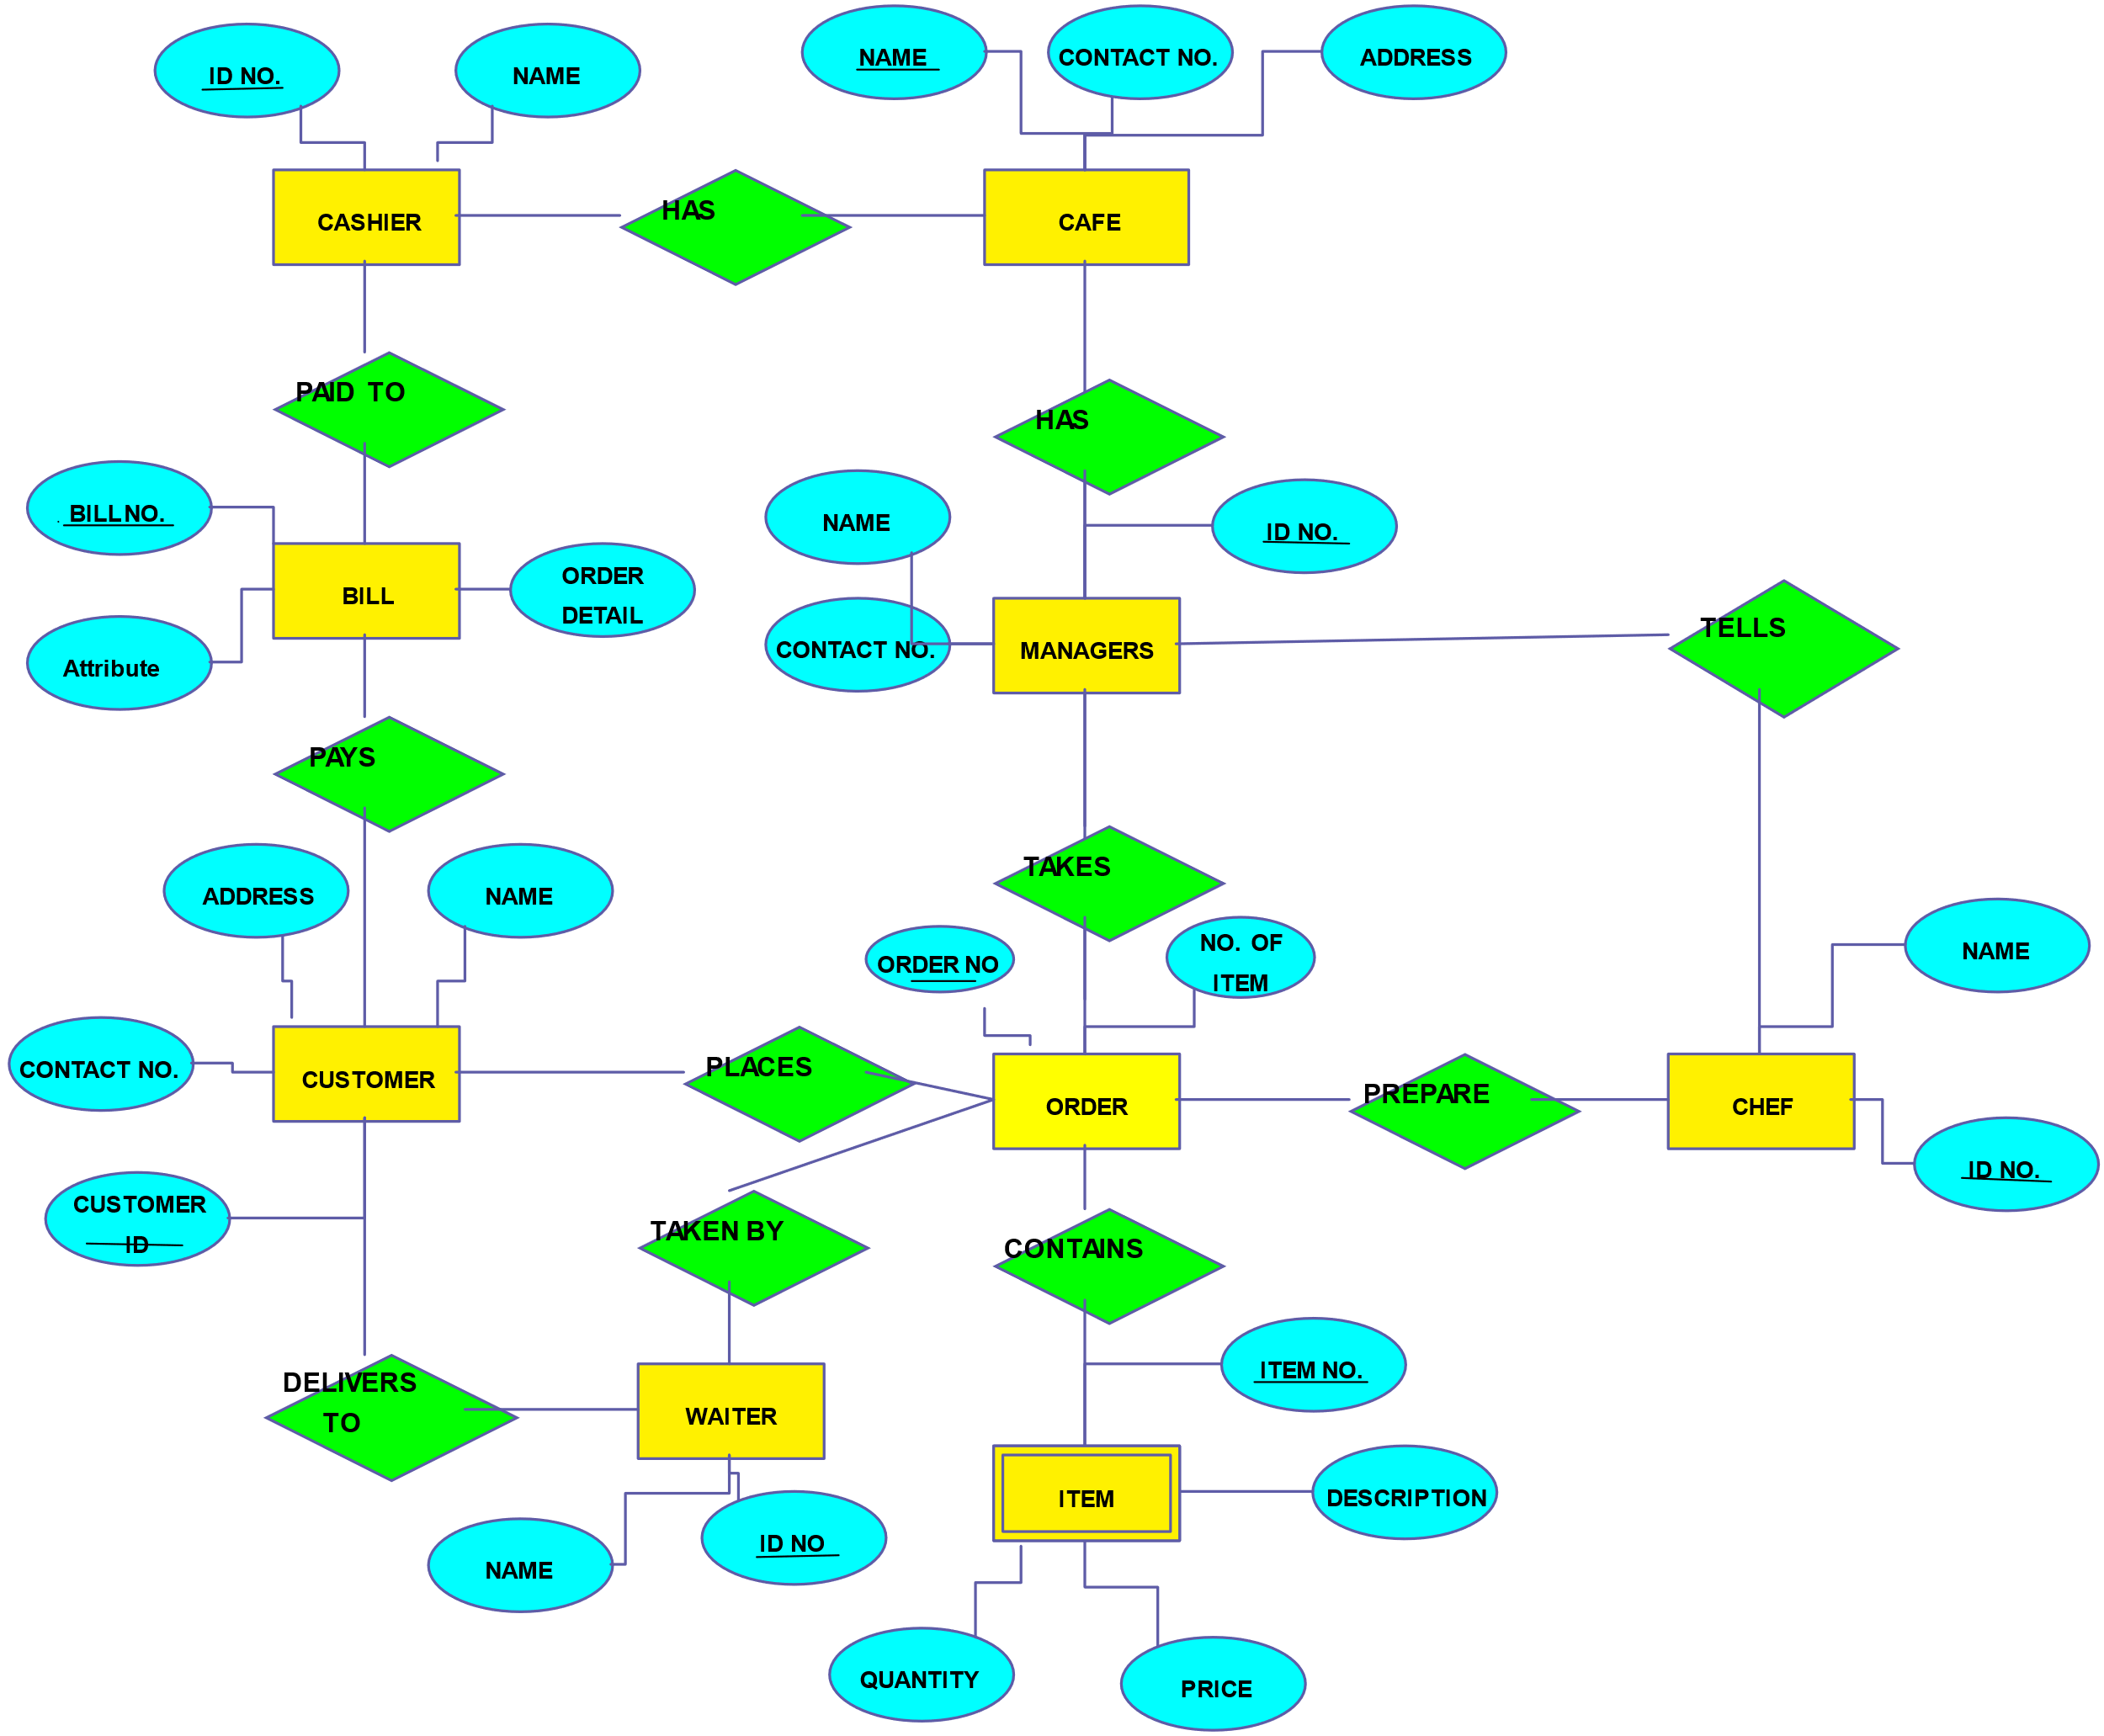 NAME
CONTACT NO.
ADDRESS
ID NO.
NAME
HAS
CASHIER
CAFE
PAID TO
HAS
BILL NO.
NAME
ID NO.
ORDER
DETAIL
BILL
TELLS
CONTACT NO.
MANAGERS
Attribute
PAYS
TAKES
ADDRESS
NAME
NO. OF
ITEM
ORDER NO
NAME
CONTACT NO.
CUSTOMER
PLACES
ORDER
PREPARE
CHEF
ID NO.
CUSTOMER
ID
TAKEN BY
CONTAINS
ITEM NO.
DELIVERS
TO
WAITER
ITEM
DESCRIPTION
NAME
ID NO
QUANTITY
PRICE